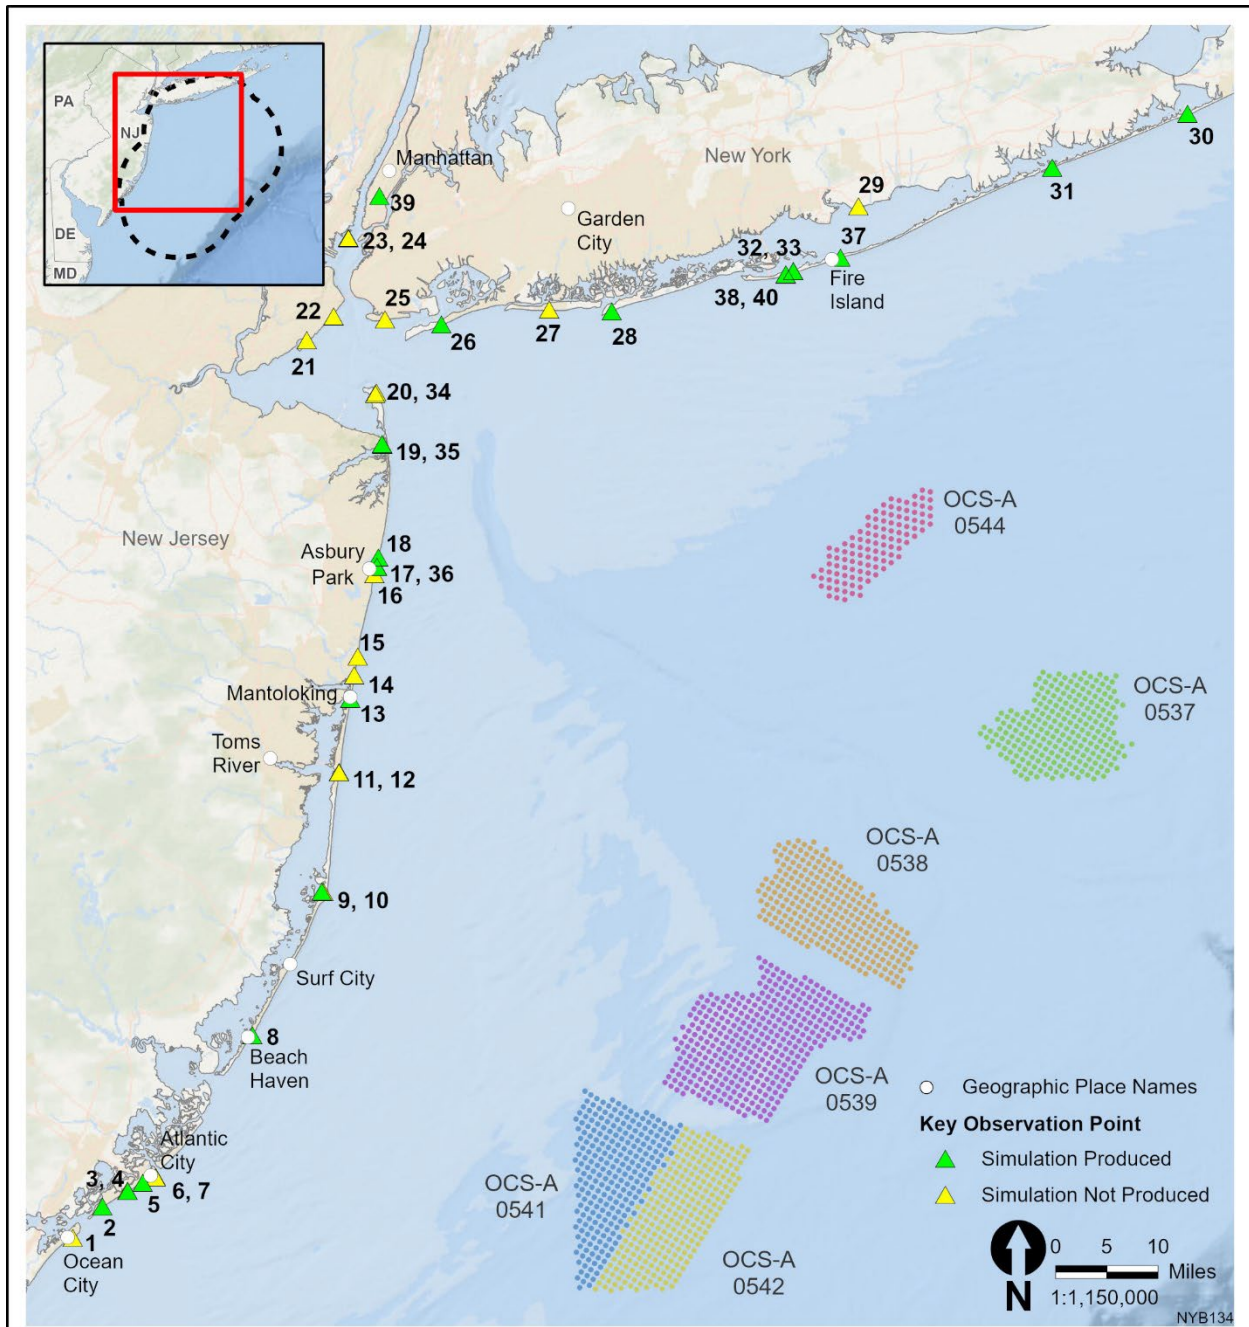 PA
NJ
DE
MD
Manhattan
39
23, 24
New York
Garden
City
30
31
29
37
32, 33
Fire
Island
38, 40
22
25
21
26
27
28
20, 34
19, 35
New Jersey
18
Asbury
Park
17, 36
16
15
14
Mantoloking
13
Toms
River
11, 12
9, 10
Surf City
8
Beach
Haven
Atlantic
City
3, 4
6, 7
5
2
1
Ocean
City
OCS-A
0544
OCS-A
0537
OCS-A
0538
OCS-A
0539
OCS-A
0541
OCS-A
0542
Geographic Place Names
Key Observation Point
Simulation Produced
Simulation Not Produced
N
0 5 10
Miles
1:1,150,000
NYB134